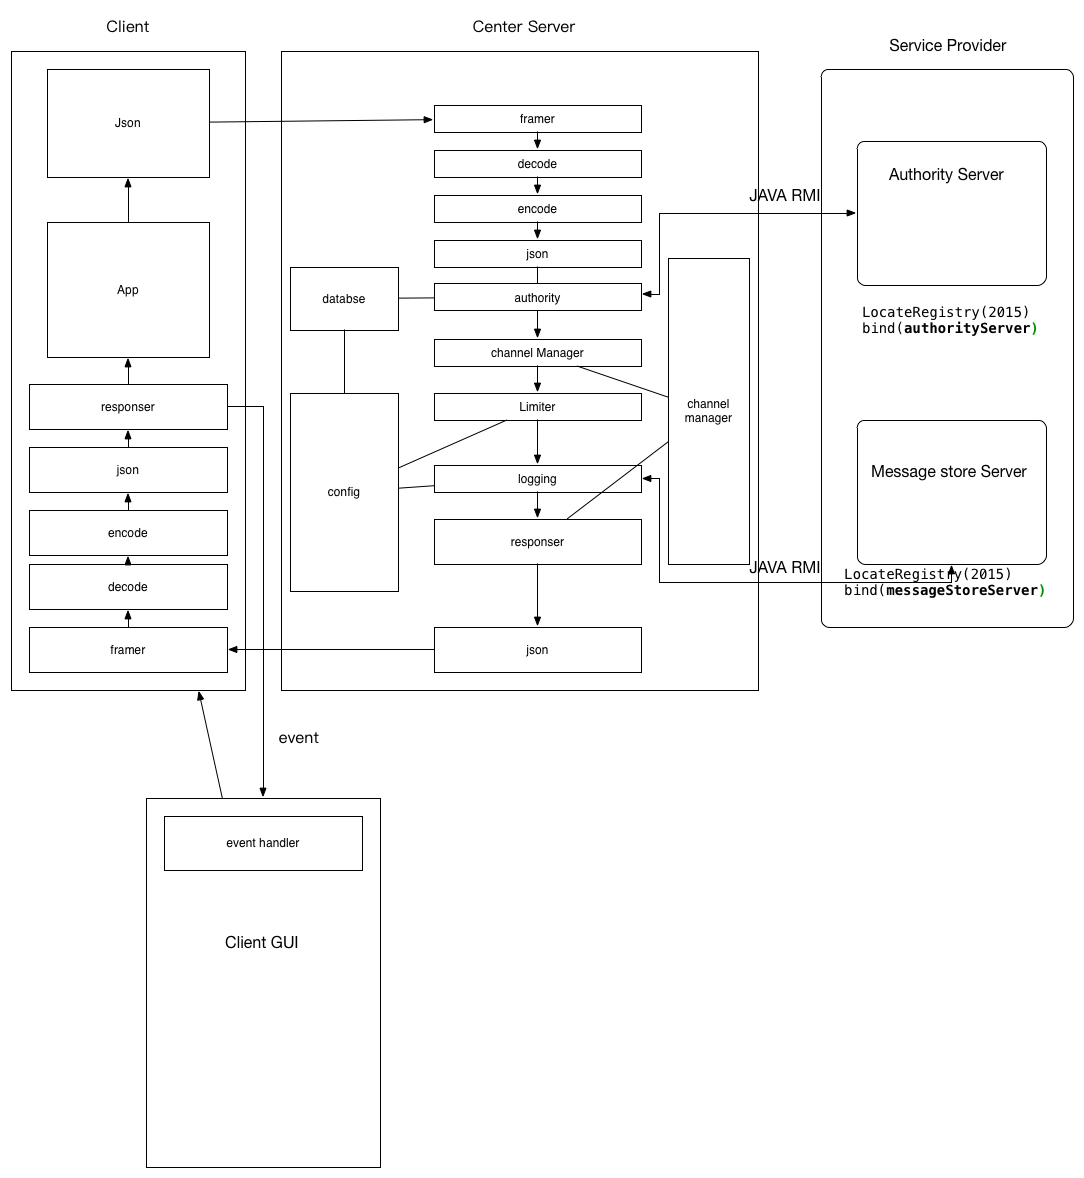 Client
Center Server
Service Provider
Json
App
responser
json
encode
decode
framer
framer
decode
encode
json
authority
channel Manager
Limiter
logging
responser
json
databse
config
channel
manager
JAVA RMI
Authority Server
LocateRegistry(2015)
bind(authorityServer)
Message store Server
JAVA RMI
LocateRegistry(2015)
bind(messageStoreServer)
event
event handler
Client GUI